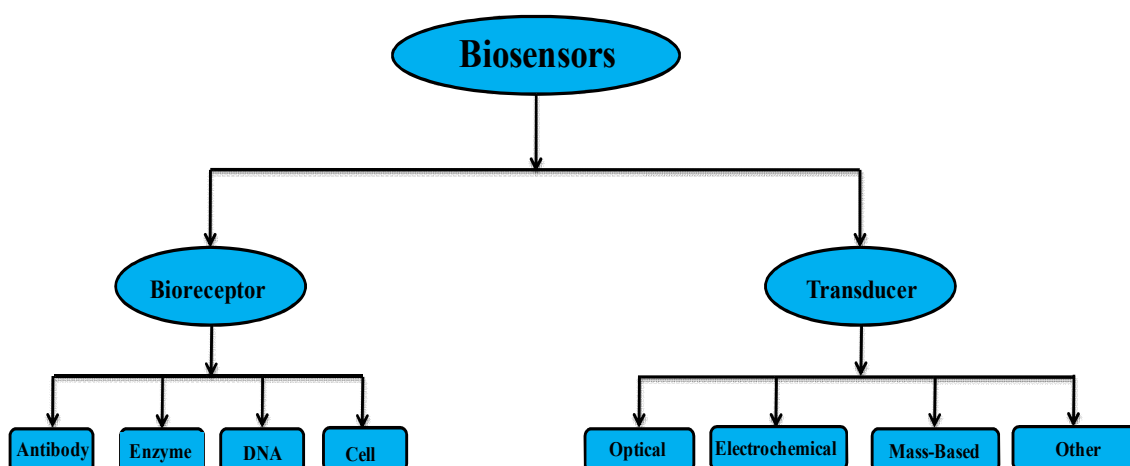 Biosensors
Bioreceptor
Transducer
Antibody
Enzyme
DNA
Cell
Optical
Electrochemical
Mass-Based
Other